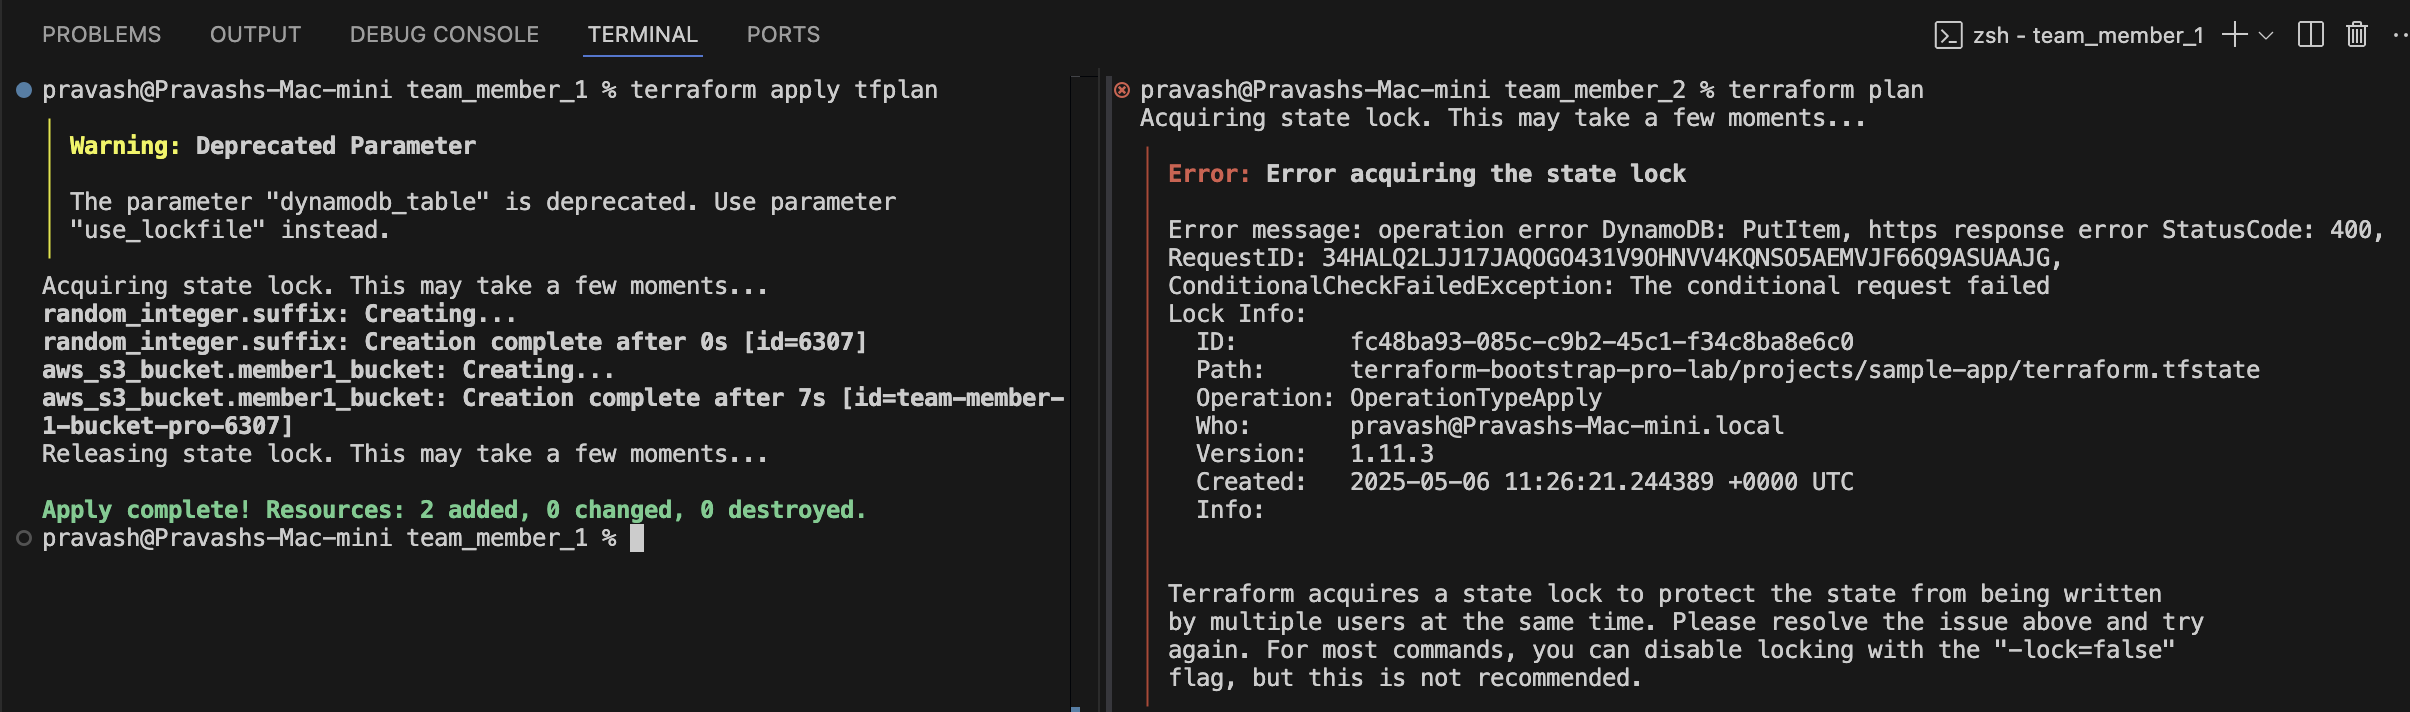 PROBLEMS OUTPUT DEBUG CONSOLE TERMINAL PORTS
zsh - team_member_1
pravash@Pravashs-Mac-mini team_member_1 % terraform apply tfplan
Warning: Deprecated Parameter
The parameter "dynamodb_table" is deprecated. Use parameter
"use_lockfile" instead.
Acquiring state lock. This may take a few moments...
random_integer.suffix: Creating...
random_integer.suffix: Creation complete after 0s [id=6307]
aws_s3_bucket.member1_bucket: Creating...
aws_s3_bucket.member1_bucket: Creation complete after 7s [id=team-member-
1-bucket-pro-6307]
Releasing state lock. This may take a few moments...
Apply complete! Resources: 2 added, 0 changed, 0 destroyed.
pravash@Pravashs-Mac-mini team_member_1 %
pravash@Pravashs-Mac-mini team_member_2 % terraform plan
Acquiring state lock. This may take a few moments...
Error: Error acquiring the state lock
Error message: operation error DynamoDB: PutItem, https response error StatusCode: 400,
RequestID: 34HALQ2LJJ17JAQOGO431V9OHNVV4KQNSO5AEMVJF66Q9ASUAAJG,
ConditionalCheckFailedException: The conditional request failed
Lock Info:
ID: fc48ba93-085c-c9b2-45c1-f34c8ba8e6c0
Path: terraform-bootstrap-pro-lab/projects/sample-app/terraform.tfstate
Operation: OperationTypeApply
Who: pravash@Pravashs-Mac-mini.local
Version: 1.11.3
Created: 2025-05-06 11:26:21.244389 +0000 UTC
Info:
Terraform acquires a state lock to protect the state from being written
by multiple users at the same time. Please resolve the issue above and try
again. For most commands, you can disable locking with the "-lock=false"
flag, but this is not recommended.